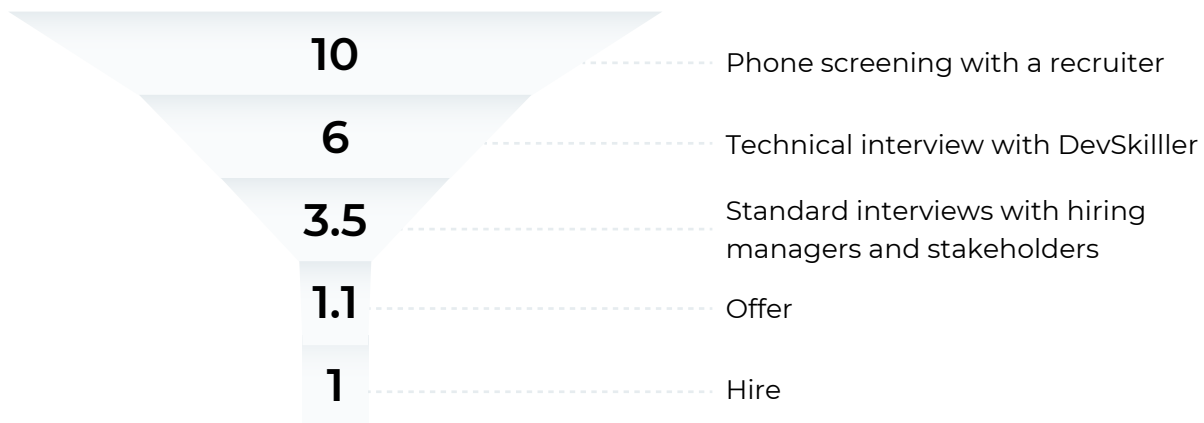 10
Phone screening with a recruiter
6
Technical interview with DevSkilller
3.5
Standard interviews with hiring
managers and stakeholders
1.1
Offer
1
Hire